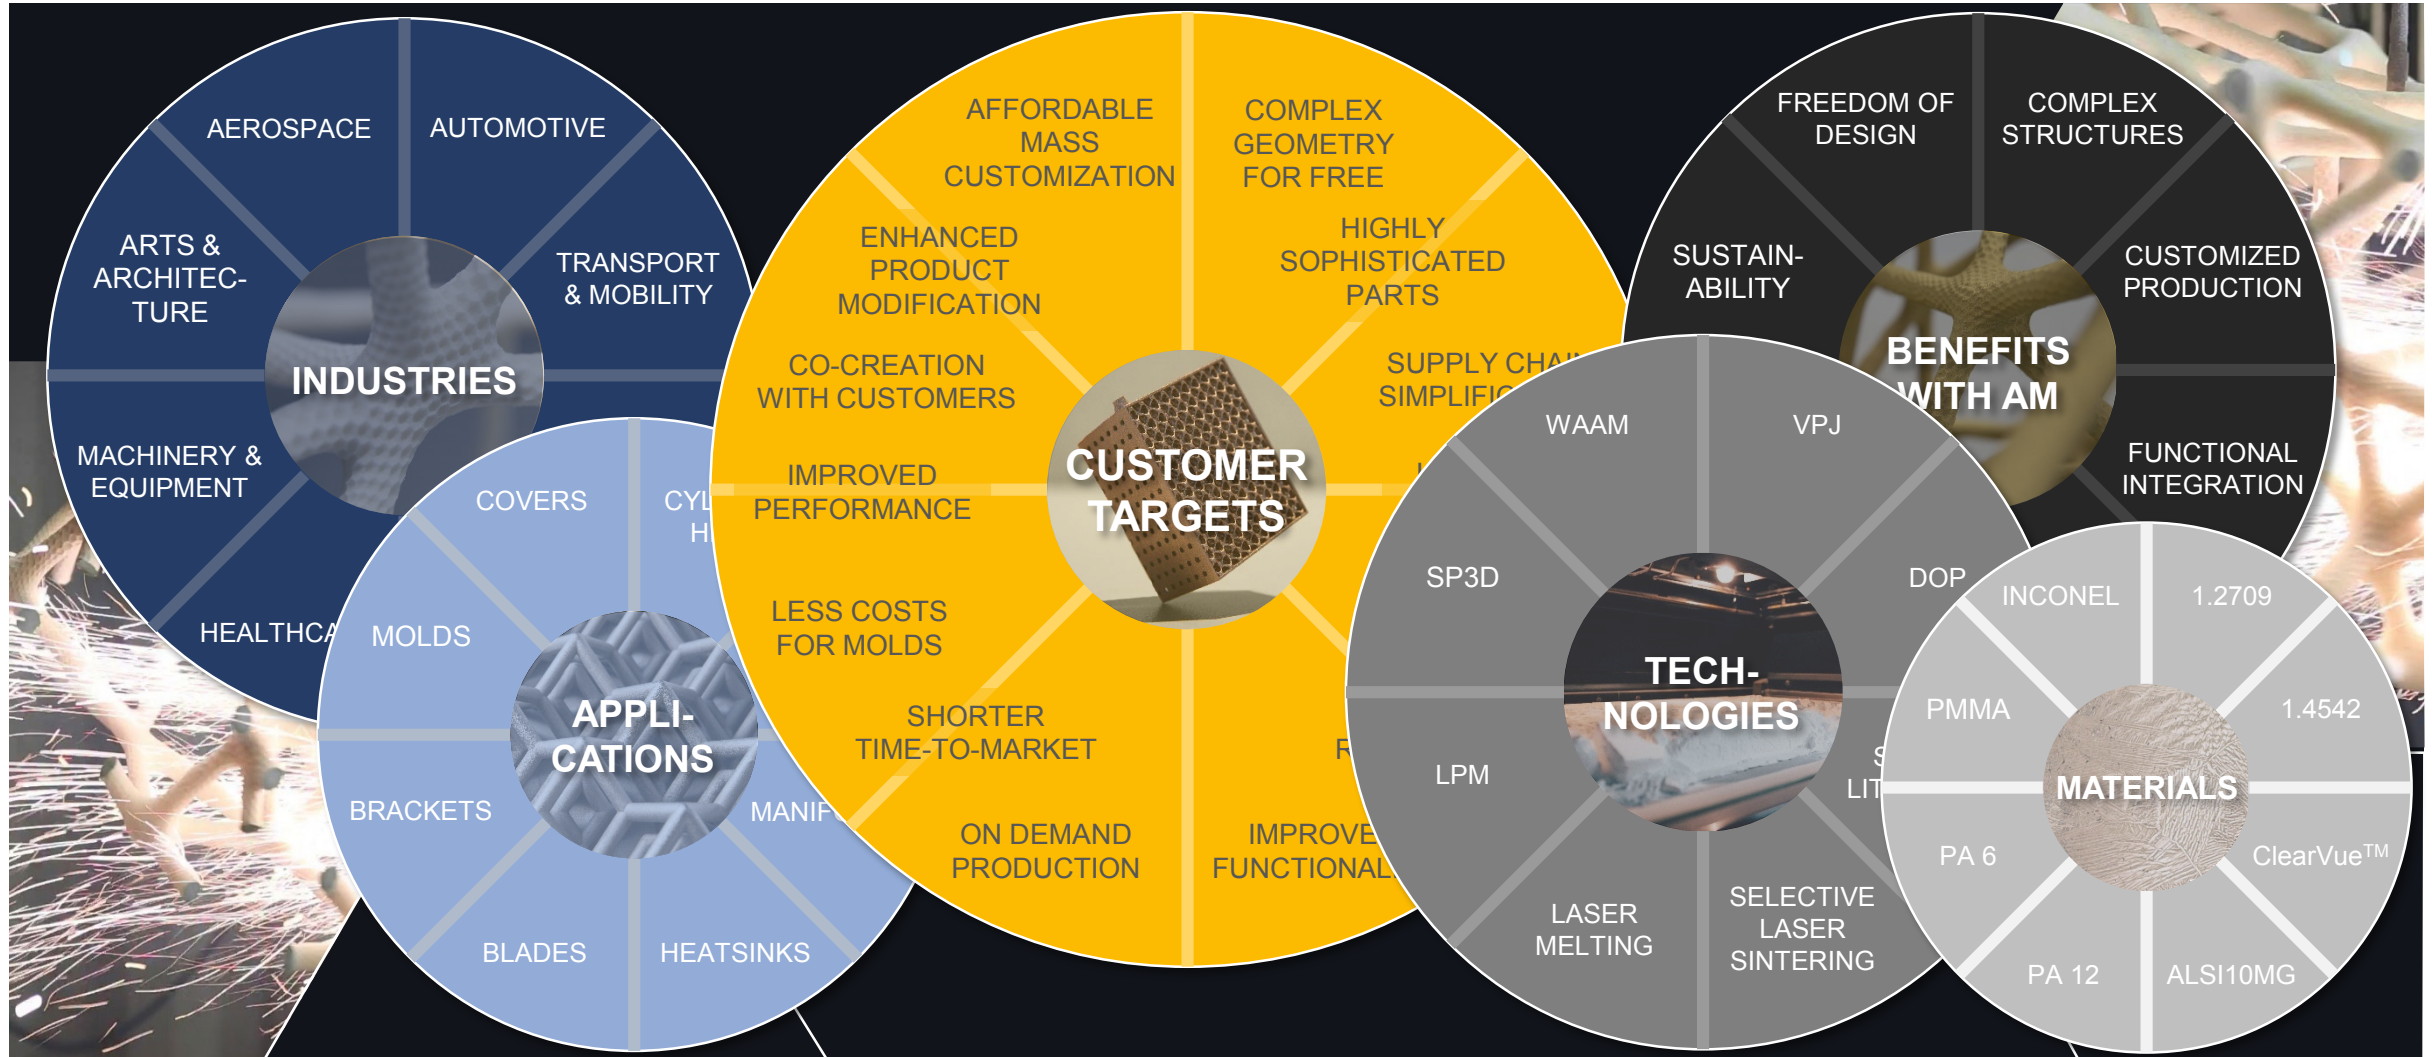 AEROSPACE
AUTOMOTIVE
TRANSPORT
& MOBILITY
ARTS &
ARCHITEC-
TURE
MACHINERY &
EQUIPMENT
INDUSTRIES
COVERS
MOLDS
BRACKETS
BLADES
HEATSINKS
APPLI-
CATIONS
AFFORDABLE
MASS
CUSTOMIZATION
COMPLEX
GEOMETRY
FOR FREE
ENHANCED
PRODUCT
MODIFICATION
HIGHLY
SOPHISTICATED
PARTS
CO-CREATION
WITH CUSTOMERS
SUPPLY
IMPROVED
PERFORMANCE
CUSTOMER
TARGETS
LESS COSTS
FOR MOLDS
SHORTER
TIME-TO-MARKET
ON DEMAND
PRODUCTION
FREEDOM OF
DESIGN
COMPLEX
STRUCTURES
SUSTAIN-
ABILITY
CUSTOMIZED
PRODUCTION
FUNCTIONAL
INTEGRATION
BENEFITS
WITH AM
WAAM
VPJ
SP3D
DOP
LPM
LASER
MELTING
SELECTIVE
LASER
SINTERING
TECH-
NOLOGIES
INCONEL
1.2709
PMMA
1.4542
PA 6
ClearVue™
PA 12
ALSI10MG
MATERIALS